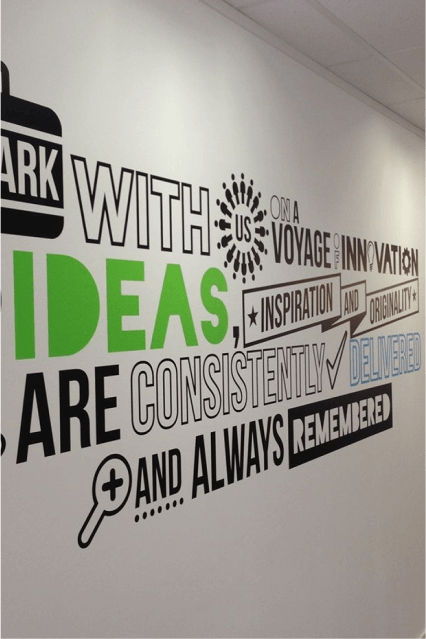 ARK WITH US ON A VOYAGE OF INNOVATION
IDEAS, INSPIRATION AND ORIGINALITY
ARE CONSISTENTLY DELIVERED
AND ALWAYS REMEMBERED